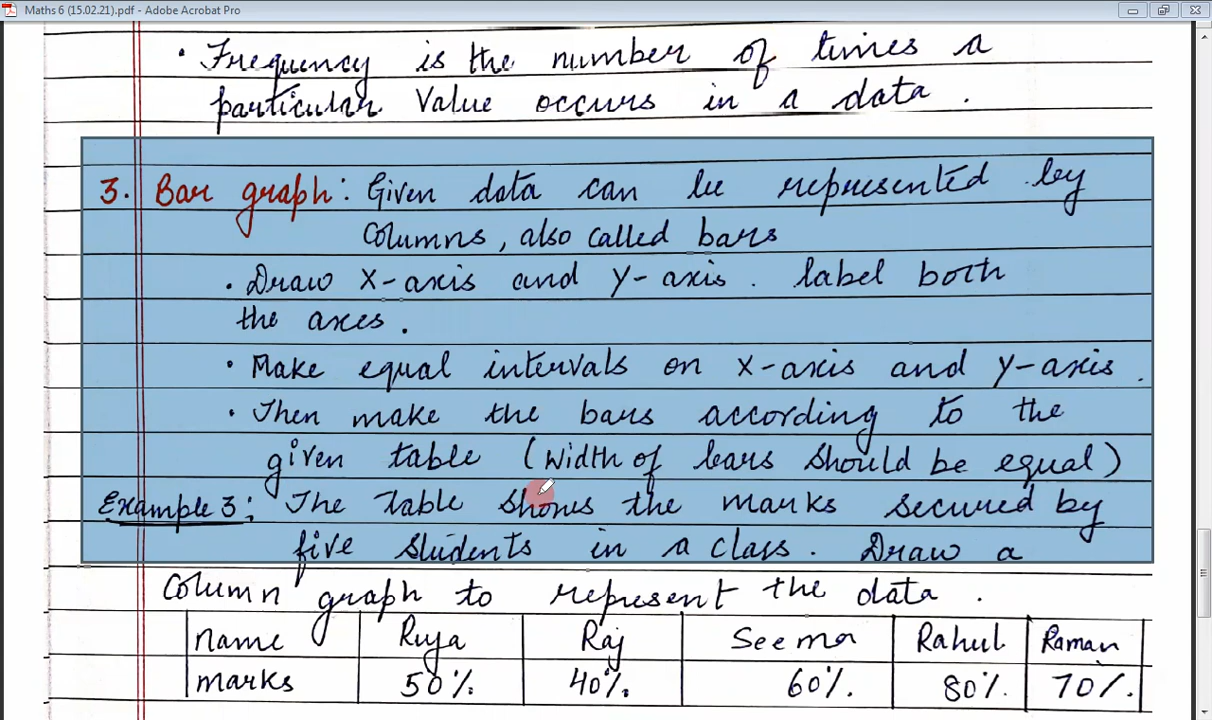 Maths 6 (15.02.21).pdf - Adobe Acrobat Pro
• Frequency is the number of times a
particular Value occurs in a data .
3. Bar graph : Given data can be represented by
Columns, also called bars
• Draw X-axis and Y-axis . label both
the axes .
• Make equal intervals on X-axis and Y-axis .
• Then make the bars according to the
given table (Width of bars should be equal)
Example 3 : The table shows the marks secured by
five students in a class . Draw a
Column graph to represent the data .
name Ruja Raj Seema Rahul Raman
marks 50% 40% 60% 80% 70%